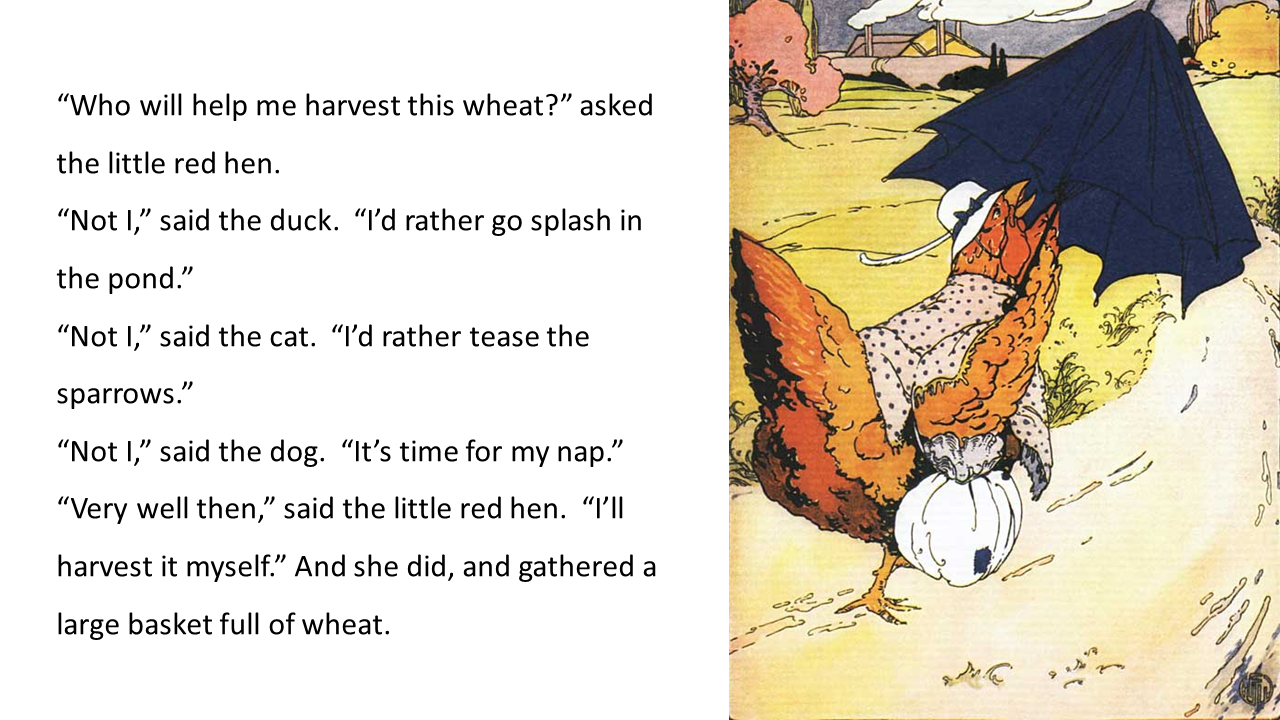 “Who will help me harvest this wheat?” asked
the little red hen.
“Not I,” said the duck.  “I’d rather go splash in
the pond.”
“Not I,” said the cat.  “I’d rather tease the
sparrows.”
“Not I,” said the dog.  “It’s time for my nap.”
“Very well then,” said the little red hen.  “I’ll
harvest it myself.” And she did, and gathered a
large basket full of wheat.